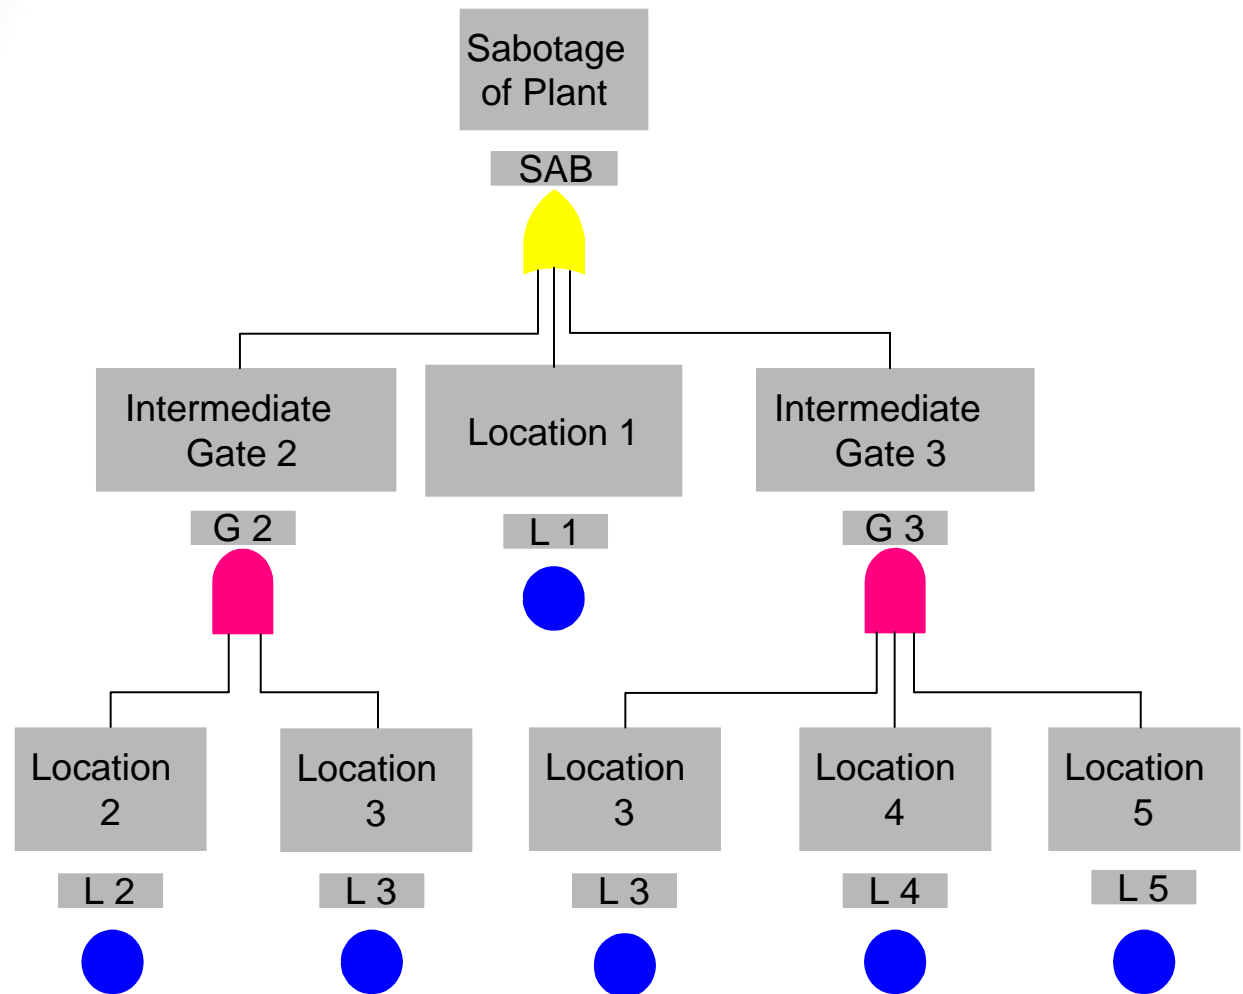 Sabotage
of Plant
SAB
Intermediate
Gate 2
Location 1
Intermediate
Gate 3
G 2
L 1
G 3
Location
2
Location
3
Location
3
Location
4
Location
5
L 2
L 3
L 3
L 4
L 5